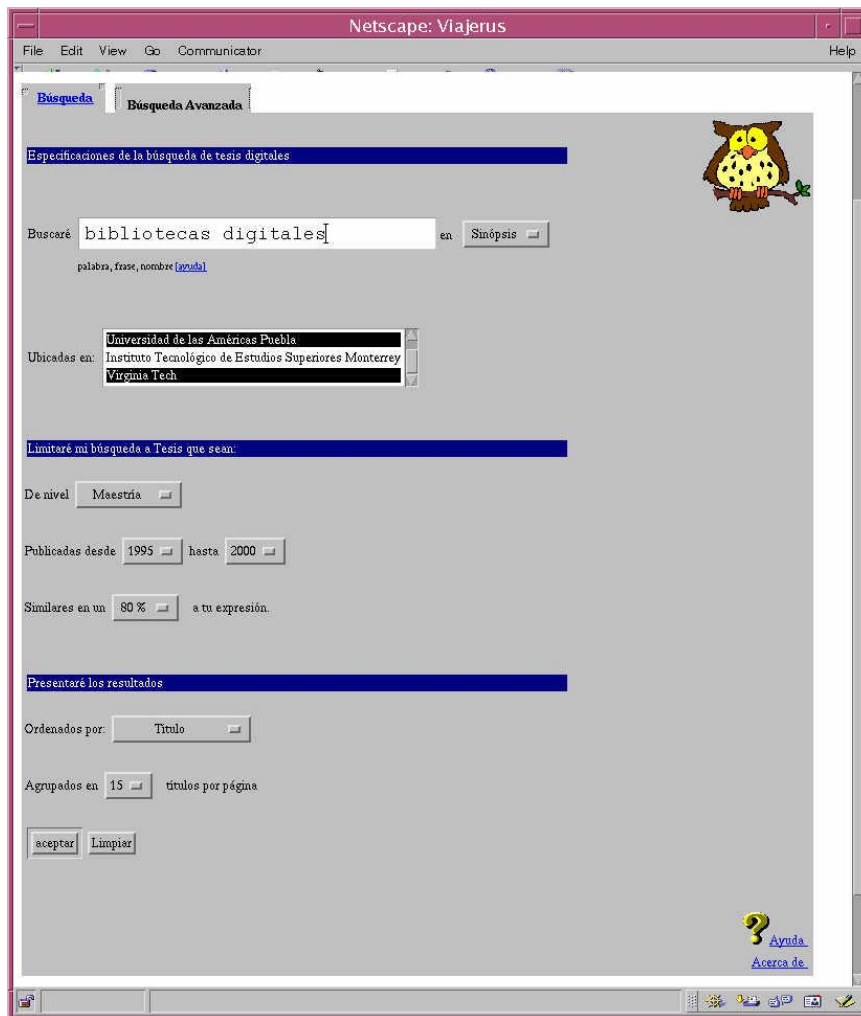 Netscape: Viajerus
File Edit View Go Communicator Help
Búsqueda Búsqueda Avanzada
Especificaciones de la búsqueda de tesis digitales
Buscaré bibliotecas digitales en Sinópsis
palabra, frase, nombre [ayuda]
Universidad de las Américas Puebla
Ubicadas en: Instituto Tecnológico de Estudios Superiores Monterrey
Virginia Tech
Limitaré mi búsqueda a Tesis que sean:
De nivel Maestría
Publicadas desde 1995 hasta 2000
Similares en un 80 % a tu expresión.
Presentaré los resultados
Ordenados por: Título
Agrupados en 15 títulos por página
aceptar Limpiar
Ayuda
Acerca de